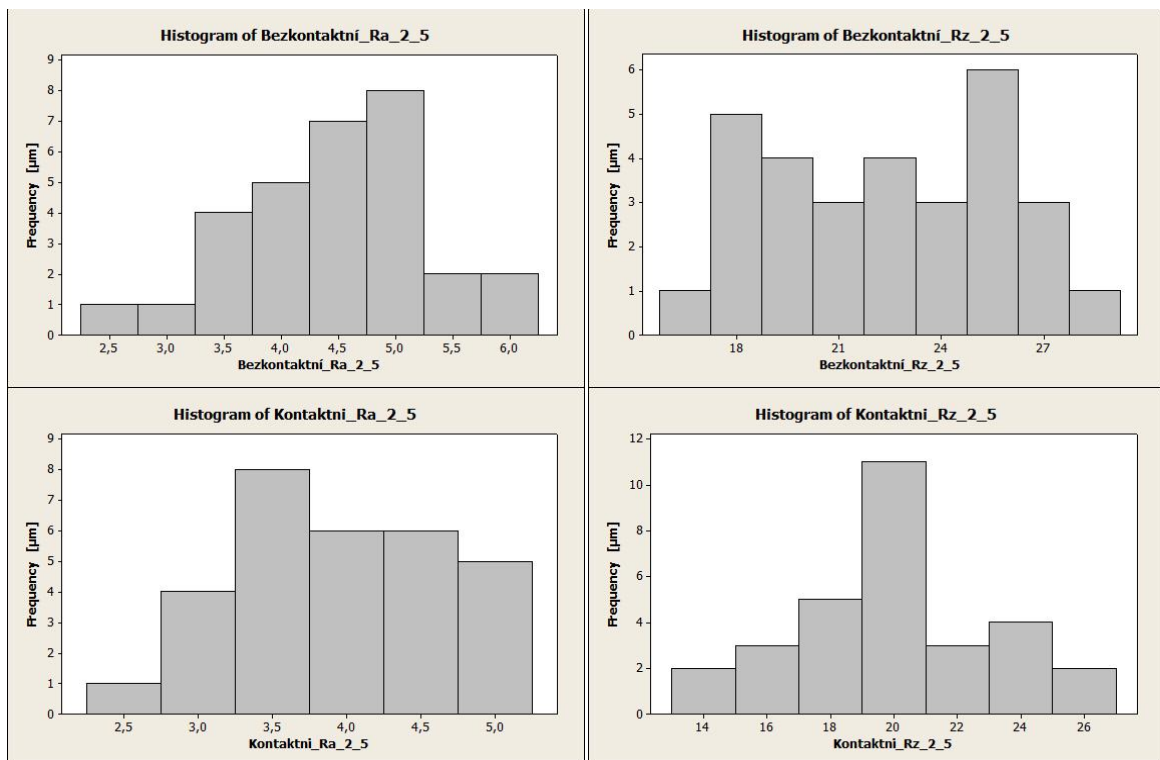 Histogram of Bezkontaktní_Ra_2_5
Frequency [µm]
9
8
7
6
5
4
3
2
1
0
2,5 3,0 3,5 4,0 4,5 5,0 5,5 6,0
Bezkontaktní_Ra_2_5
Histogram of Bezkontaktní_Rz_2_5
Frequency [µm]
6
5
4
3
2
1
0
18 21 24 27
Bezkontaktní_Rz_2_5
Histogram of Kontaktni_Ra_2_5
Frequency [µm]
9
8
7
6
5
4
3
2
1
0
2,5 3,0 3,5 4,0 4,5 5,0
Kontaktni_Ra_2_5
Histogram of Kontaktni_Rz_2_5
Frequency [µm]
12
10
8
6
4
2
0
14 16 18 20 22 24 26
Kontaktni_Rz_2_5